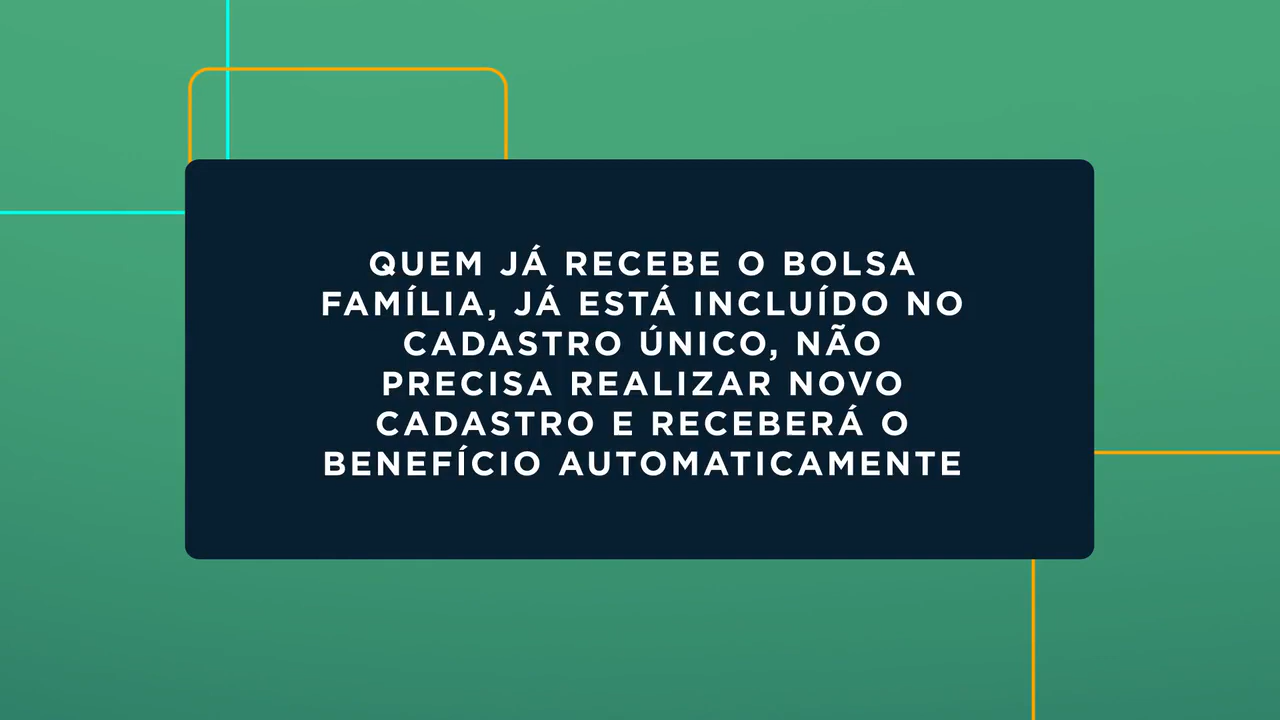 QUEM JÁ RECEBE O BOLSA
FAMÍLIA, JÁ ESTÁ INCLUÍDO NO
CADASTRO ÚNICO, NÃO
PRECISA REALIZAR NOVO
CADASTRO E RECEBERÁ O
BENEFÍCIO AUTOMATICAMENTE